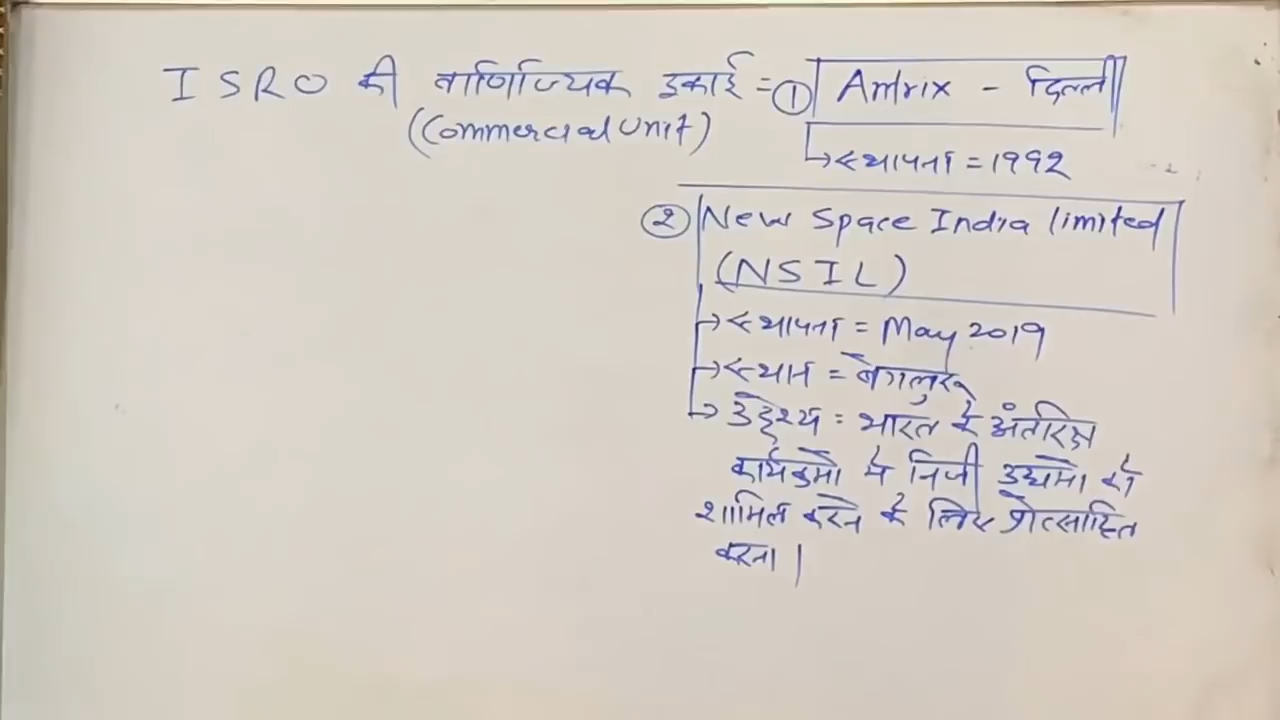 ISRO की वाणिज्यिक इकाई = ① Antrix - दिल्ली
(Commercial Unit)
↳ स्थापना = 1992
② New Space India limited
(NSIL)
→ स्थापना = May 2019
→ स्थान = बेंगलुरू
→ उद्देश्य = भारत के अंतरिक्ष
कार्यक्रमों में निजी उद्यमों को
शामिल करने के लिए प्रोत्साहित
करना।